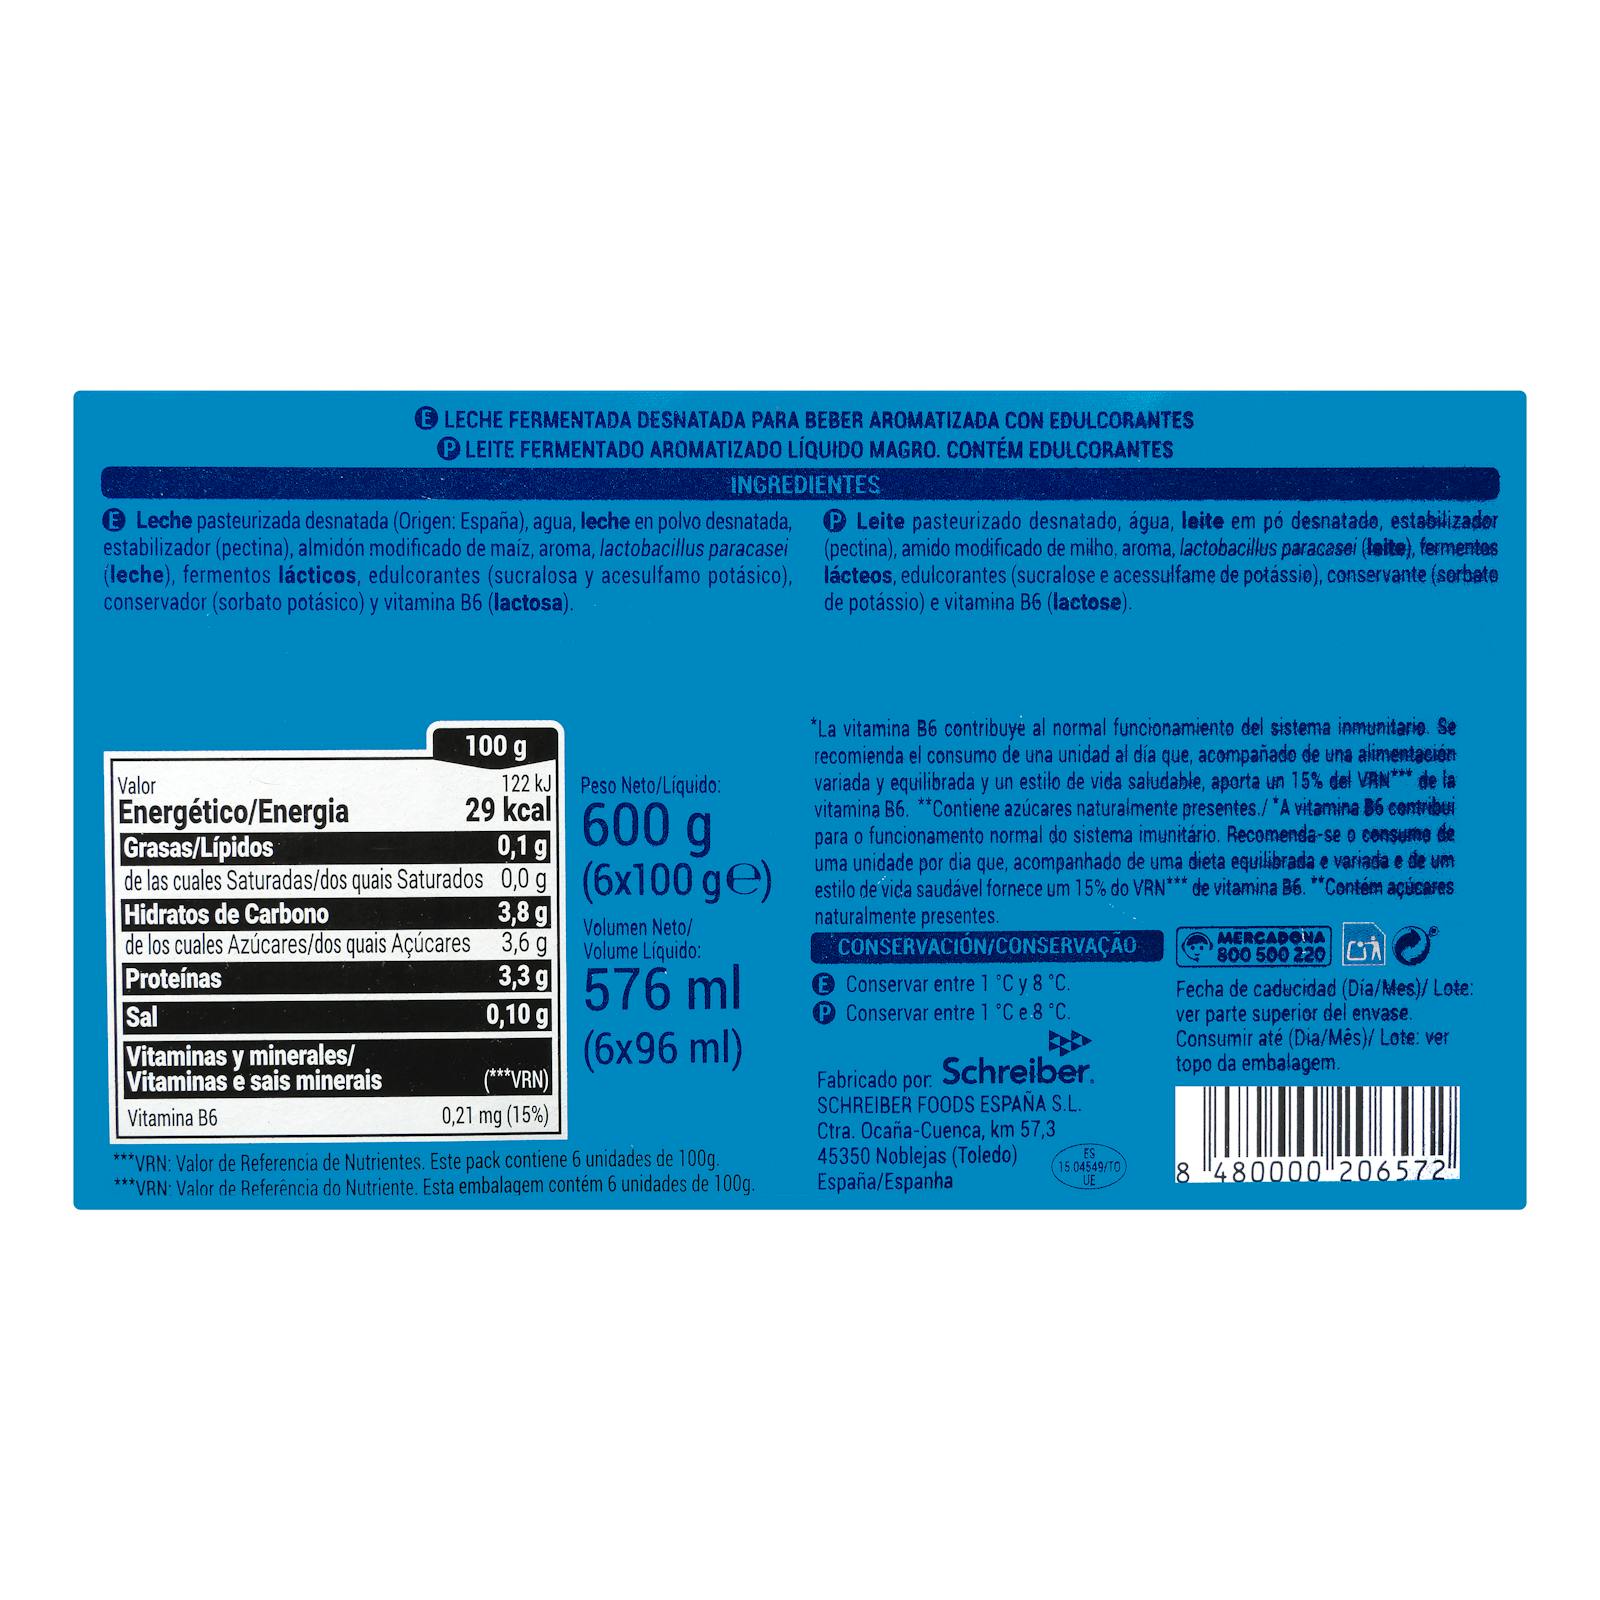 E LECHE FERMENTADA DESNATADA PARA BEBER AROMATIZADA CON EDULCORANTES
P LEITE FERMENTADO AROMATIZADO LÍQUIDO MAGRO. CONTÉM EDULCORANTES
INGREDIENTES
E Leche pasteurizada desnatada (Origen: España), agua, leche en polvo desnatada,
estabilizador (pectina), almidón modificado de maíz, aroma, lactobacillus paracasei
(leche), fermentos lácticos, edulcorantes (sucralosa y acesulfamo potásico),
conservador (sorbato potásico) y vitamina B6 (lactosa).
P Leite pasteurizado desnatado, água, leite em pó desnatado, estabilizador
(pectina), amido modificado de milho, aroma, lactobacillus paracasei (leite), fermentos
lácteos, edulcorantes (sucralose e acessulfame de potássio), conservante (sorbato
de potássio) e vitamina B6 (lactose).
100 g
Valor 122 kJ
Energético/Energia 29 kcal
Grasas/Lípidos 0,1 g
de las cuales Saturadas/dos quais Saturados 0,0 g
Hidratos de Carbono 3,8 g
de los cuales Azúcares/dos quais Açúcares 3,6 g
Proteínas 3,3 g
Sal 0,10 g
Vitaminas y minerales/
Vitaminas e sais minerais (***VRN)
Vitamina B6 0,21 mg (15%)
***VRN: Valor de Referencia de Nutrientes. Este pack contiene 6 unidades de 100g.
***VRN: Valor de Referência do Nutriente. Esta embalagem contém 6 unidades de 100g.
Peso Neto/Líquido:
600 g
(6x100 g℮)
Volumen Neto/
Volume Líquido:
576 ml
(6x96 ml)
*La vitamina B6 contribuye al normal funcionamiento del sistema inmunitario. Se
recomienda el consumo de una unidad al día que, acompañado de una alimentación
variada y equilibrada y un estilo de vida saludable, aporta un 15% del VRN*** de la
vitamina B6. **Contiene azúcares naturalmente presentes./ *A vitamina B6 contribui
para o funcionamento normal do sistema imunitário. Recomenda-se o consumo de
uma unidade por dia que, acompanhado de uma dieta equilibrada e variada e de um
estilo de vida saudável fornece um 15% do VRN*** de vitamina B6. **Contém açúcares
naturalmente presentes.
CONSERVACIÓN/CONSERVAÇÃO
E Conservar entre 1 °C y 8 °C.
P Conservar entre 1 °C e 8 °C.
Fabricado por: Schreiber.
SCHREIBER FOODS ESPAÑA S.L.
Ctra. Ocaña-Cuenca, km 57,3
45350 Noblejas (Toledo)
España/Espanha
ES
15.04549/TO
UE
MERCADONA
800 500 220
Fecha de caducidad (Día/Mes)/ Lote:
ver parte superior del envase.
Consumir até (Dia/Mês)/ Lote: ver
topo da embalagem.
8 480000 206572